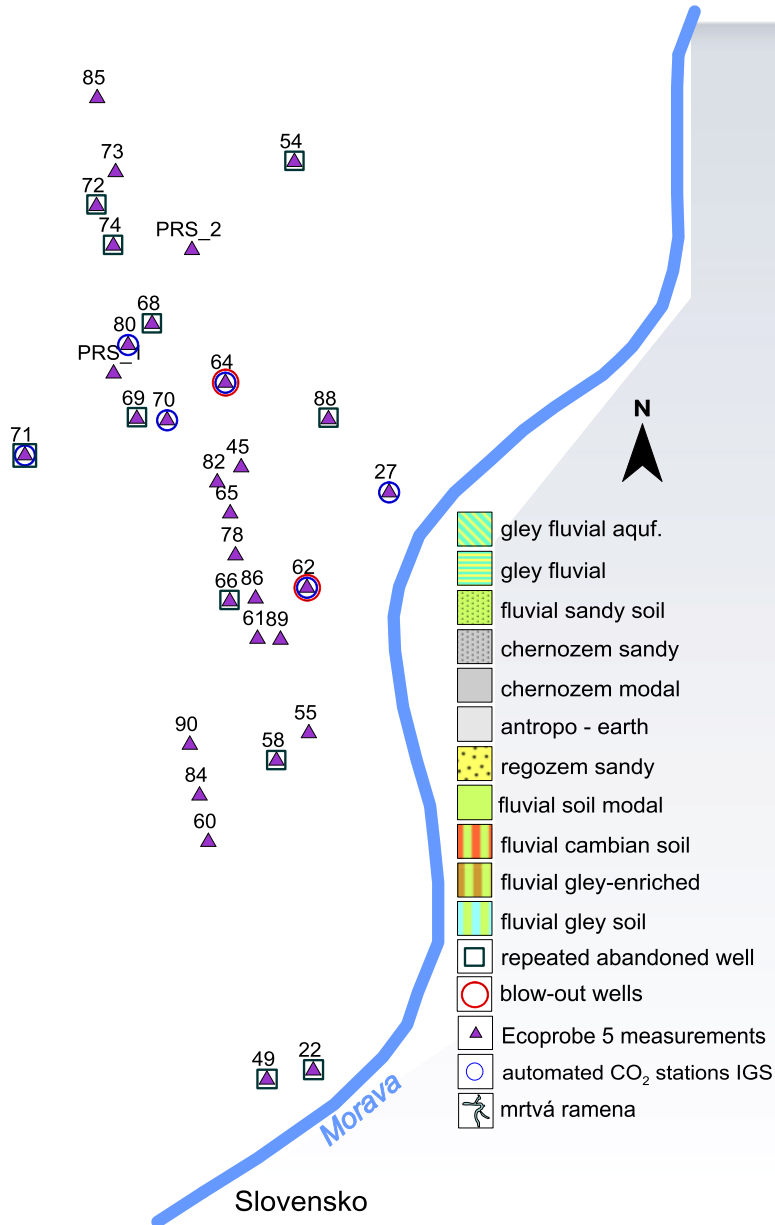 85
54
73
72
74
PRS_2
68
80
PRS_1
64
69
70
88
71
45
82
27
65
78
62
66
86
61
89
55
90
58
84
60
22
49
N
gley fluvial aquf.
gley fluvial
fluvial sandy soil
chernozem sandy
chernozem modal
antropo - earth
regozem sandy
fluvial soil modal
fluvial cambian soil
fluvial gley-enriched
fluvial gley soil
repeated abandoned well
blow-out wells
Ecoprobe 5 measurements
automated CO₂ stations IGS
mrtvá ramena
Morava
Slovensko